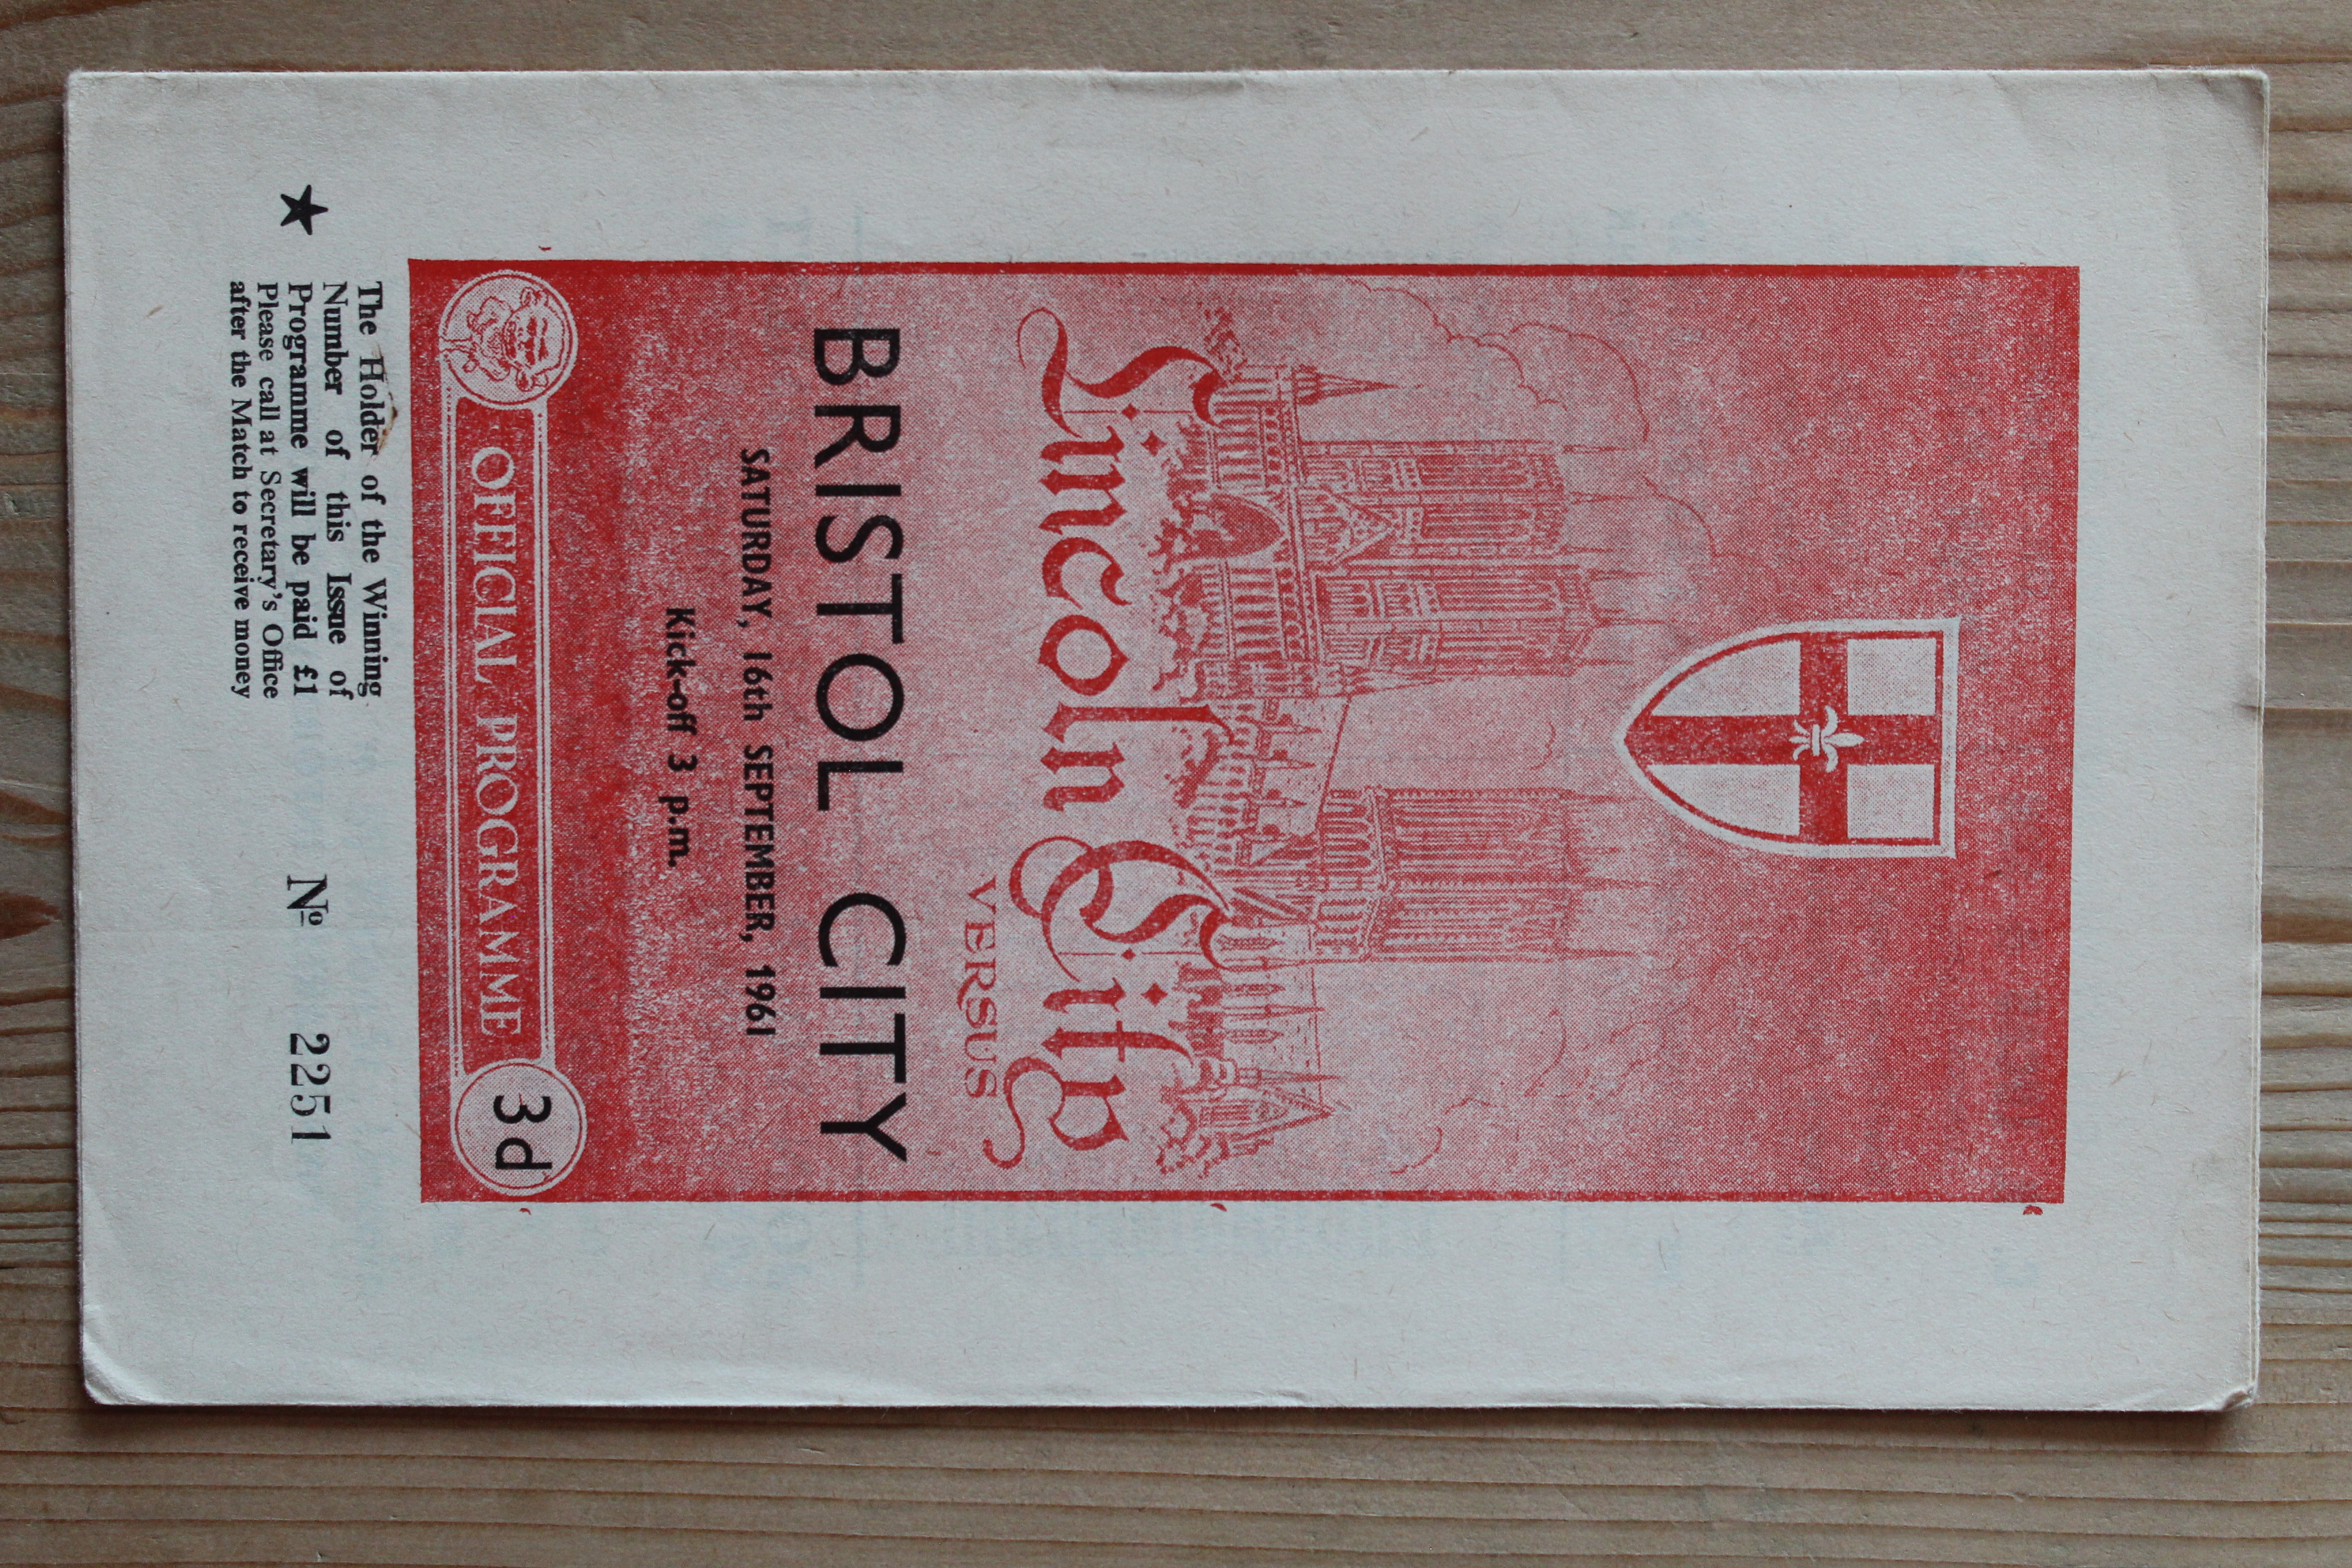 Lincoln City
VERSUS
BRISTOL CITY
SATURDAY, 16th SEPTEMBER, 1961
Kick-off 3 p.m.
OFFICIAL PROGRAMME
3d
★ The Holder of the Winning
Number of this Issue of
Programme will be paid £1
Please call at Secretary's Office
after the Match to receive money
№ 2251